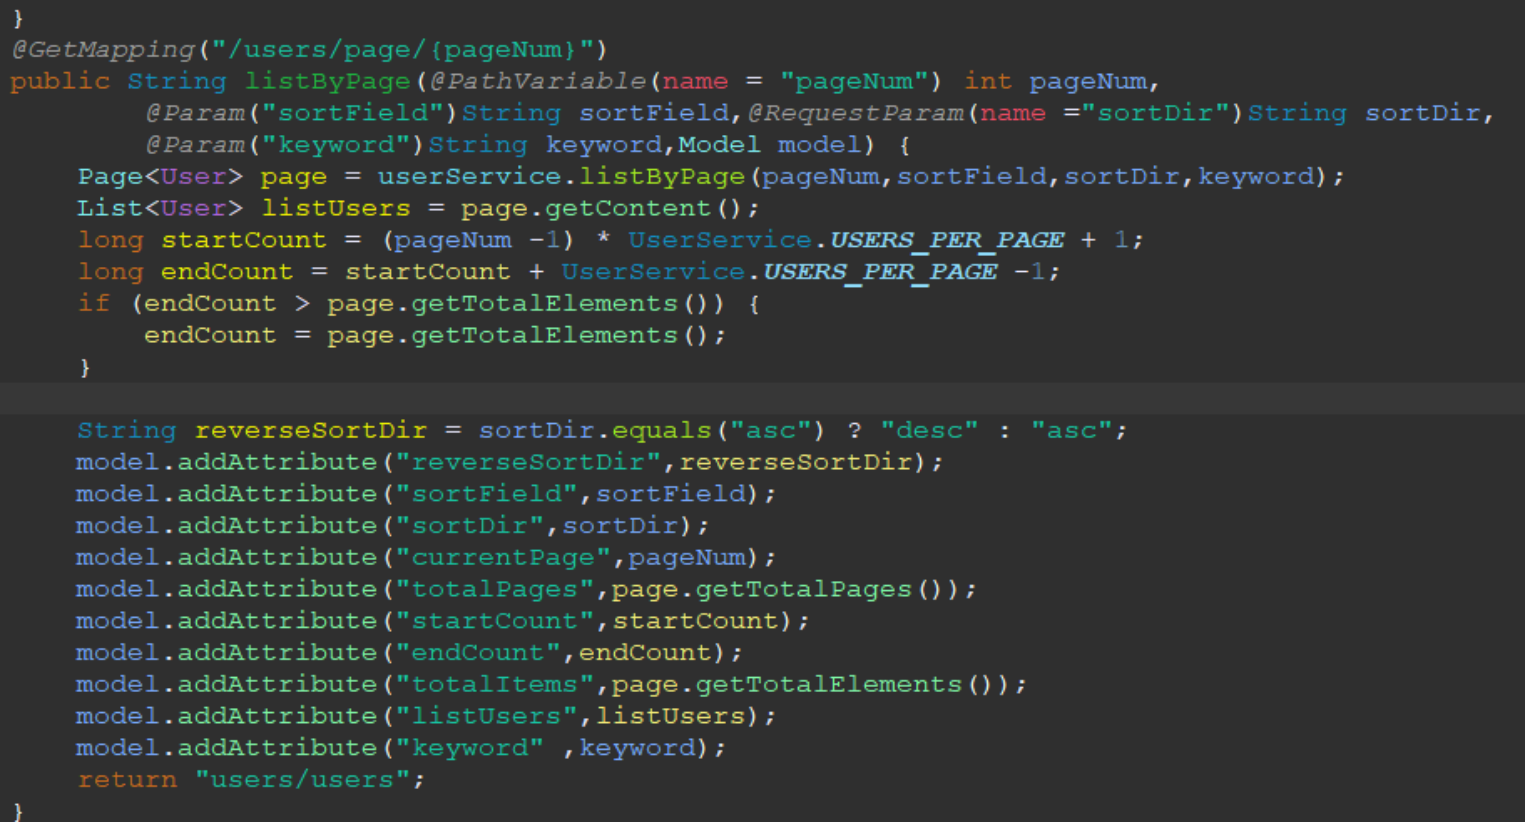 }
@GetMapping("/users/page/{pageNum}")
public String listByPage(@PathVariable(name = "pageNum") int pageNum,
        @Param("sortField")String sortField,@RequestParam(name ="sortDir")String sortDir,
        @Param("keyword")String keyword,Model model) {
    Page<User> page = userService.listByPage(pageNum,sortField,sortDir,keyword);
    List<User> listUsers = page.getContent();
    long startCount = (pageNum -1) * UserService.USERS_PER_PAGE + 1;
    long endCount = startCount + UserService.USERS_PER_PAGE -1;
    if (endCount > page.getTotalElements()) {
        endCount = page.getTotalElements();
    }
    String reverseSortDir = sortDir.equals("asc") ? "desc" : "asc";
    model.addAttribute("reverseSortDir",reverseSortDir);
    model.addAttribute("sortField",sortField);
    model.addAttribute("sortDir",sortDir);
    model.addAttribute("currentPage",pageNum);
    model.addAttribute("totalPages",page.getTotalPages());
    model.addAttribute("startCount",startCount);
    model.addAttribute("endCount",endCount);
    model.addAttribute("totalItems",page.getTotalElements());
    model.addAttribute("listUsers",listUsers);
    model.addAttribute("keyword" ,keyword);
    return "users/users";
}